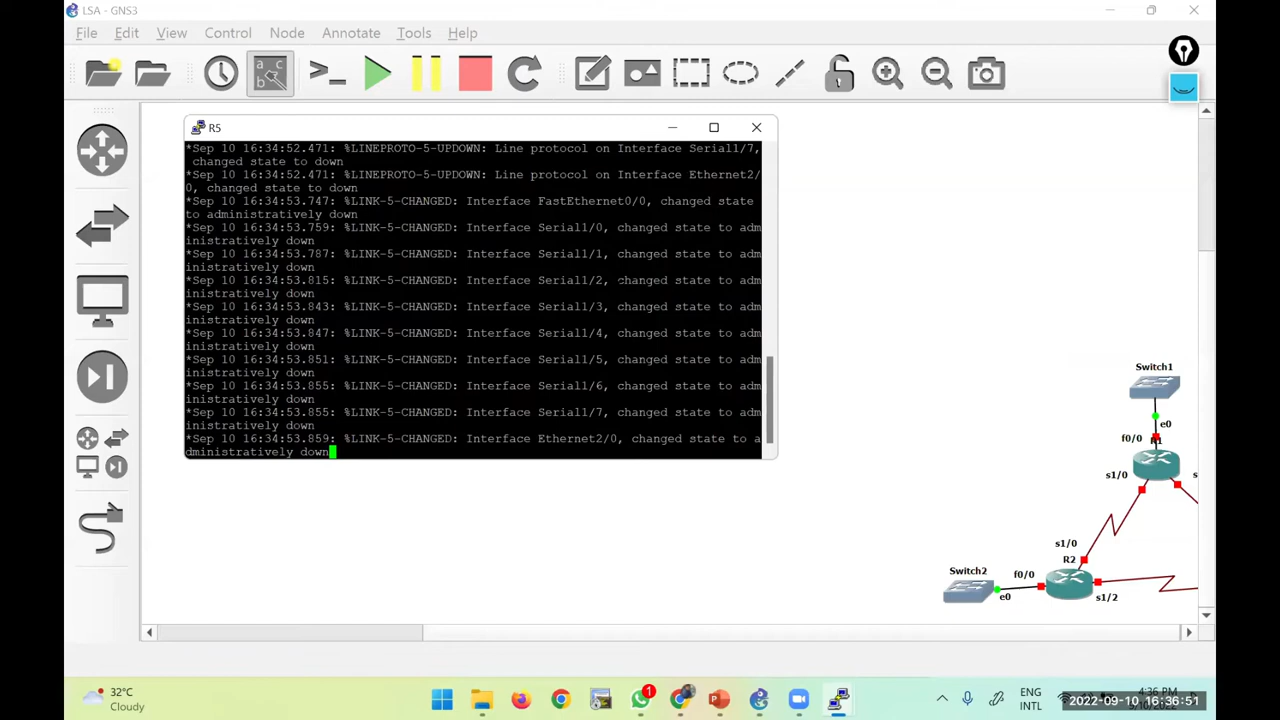 LSA - GNS3
File Edit View Control Node Annotate Tools Help
R5
*Sep 10 16:34:52.471: %LINEPROTO-5-UPDOWN: Line protocol on Interface Serial1/7,
changed state to down
*Sep 10 16:34:52.471: %LINEPROTO-5-UPDOWN: Line protocol on Interface Ethernet2/
0, changed state to down
*Sep 10 16:34:53.747: %LINK-5-CHANGED: Interface FastEthernet0/0, changed state
to administratively down
*Sep 10 16:34:53.759: %LINK-5-CHANGED: Interface Serial1/0, changed state to adm
inistratively down
*Sep 10 16:34:53.787: %LINK-5-CHANGED: Interface Serial1/1, changed state to adm
inistratively down
*Sep 10 16:34:53.815: %LINK-5-CHANGED: Interface Serial1/2, changed state to adm
inistratively down
*Sep 10 16:34:53.843: %LINK-5-CHANGED: Interface Serial1/3, changed state to adm
inistratively down
*Sep 10 16:34:53.847: %LINK-5-CHANGED: Interface Serial1/4, changed state to adm
inistratively down
*Sep 10 16:34:53.851: %LINK-5-CHANGED: Interface Serial1/5, changed state to adm
inistratively down
*Sep 10 16:34:53.855: %LINK-5-CHANGED: Interface Serial1/6, changed state to adm
inistratively down
*Sep 10 16:34:53.855: %LINK-5-CHANGED: Interface Serial1/7, changed state to adm
inistratively down
*Sep 10 16:34:53.859: %LINK-5-CHANGED: Interface Ethernet2/0, changed state to a
dministratively down
Switch1
e0
f0/0
s1/0
s1/0
R2
Switch2
f0/0
e0
s1/2
32°C
Cloudy
1
ENG
INTL
4:36 PM
2022-09-10 16:36:51